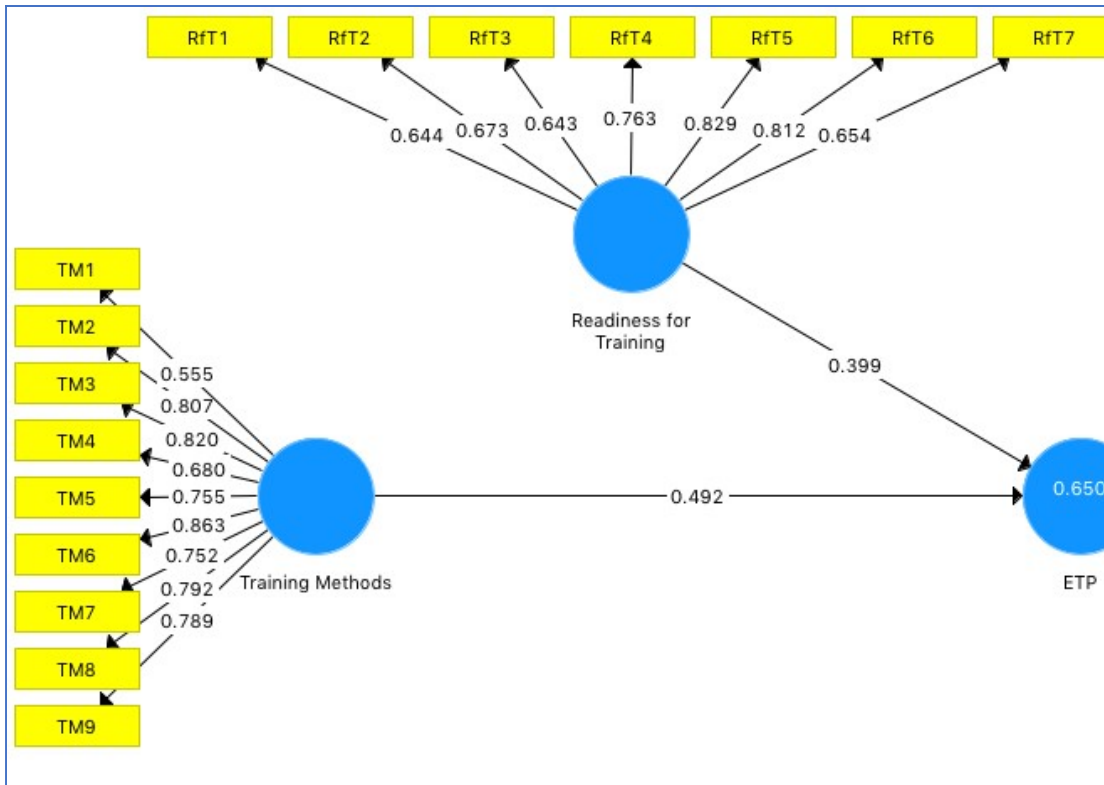 RfT1 RfT2 RfT3 RfT4 RfT5 RfT6 RfT7
0.644 0.673 0.643 0.763 0.829 0.812 0.654
Readiness for
Training
TM1
TM2
TM3
TM4
TM5
TM6
TM7
TM8
TM9
0.555
0.807
0.820
0.680
0.755
0.863
0.752
0.792
0.789
Training Methods
0.399
0.492
0.650
ETP